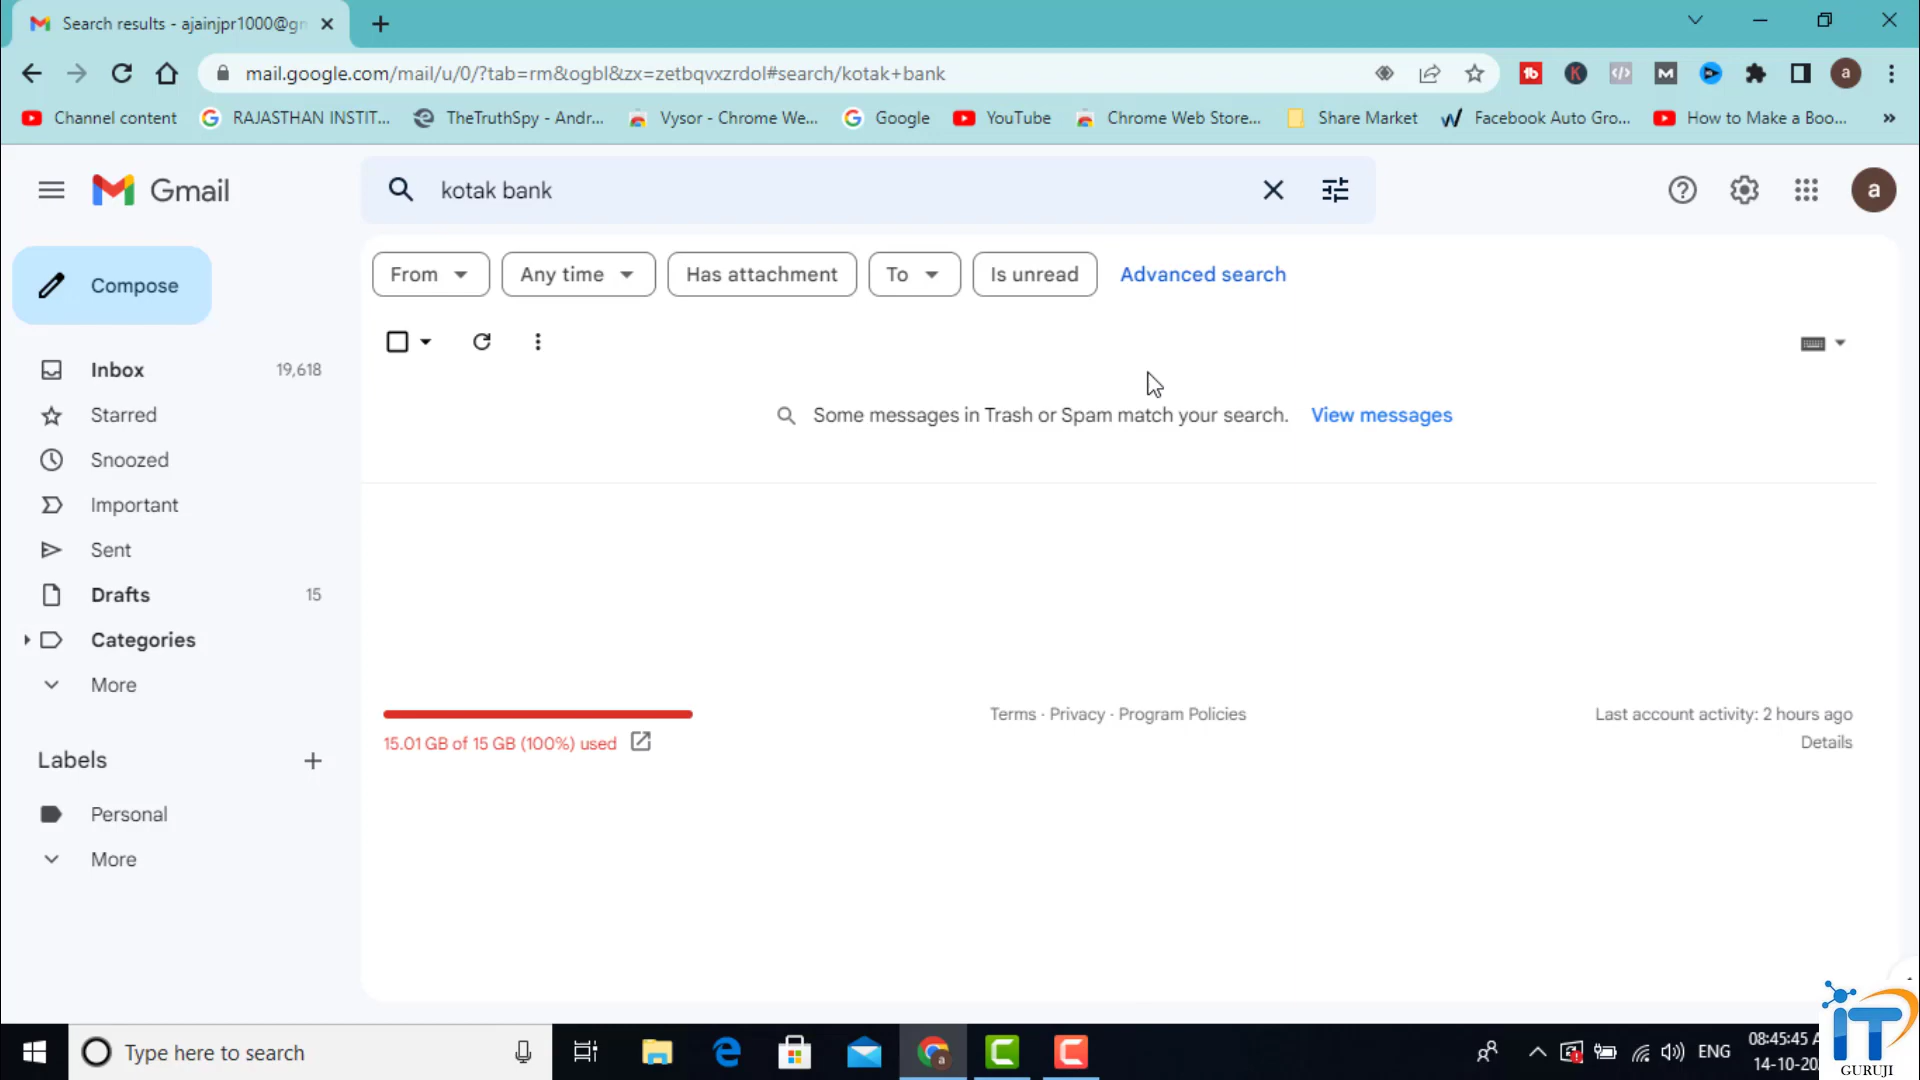 Search results - ajainjpr1000@gm
mail.google.com/mail/u/0/?tab=rm&ogbl&zx=zetbqvxzrdol#search/kotak+bank
a
Channel content
RAJASTHAN INSTIT...
TheTruthSpy - Andr...
Vysor - Chrome We...
Google
YouTube
Chrome Web Store...
Share Market
Facebook Auto Gro...
How to Make a Boo...
Gmail
kotak bank
a
Compose
From
Any time
Has attachment
To
Is unread
Advanced search
Inbox 19,618
Starred
Snoozed
Important
Sent
Drafts 15
Categories
More
Labels
Personal
More
Some messages in Trash or Spam match your search. View messages
15.01 GB of 15 GB (100%) used
Terms · Privacy · Program Policies
Last account activity: 2 hours ago
Details
Type here to search
ENG
08:45:45
14-10-20
IT
GURUJI